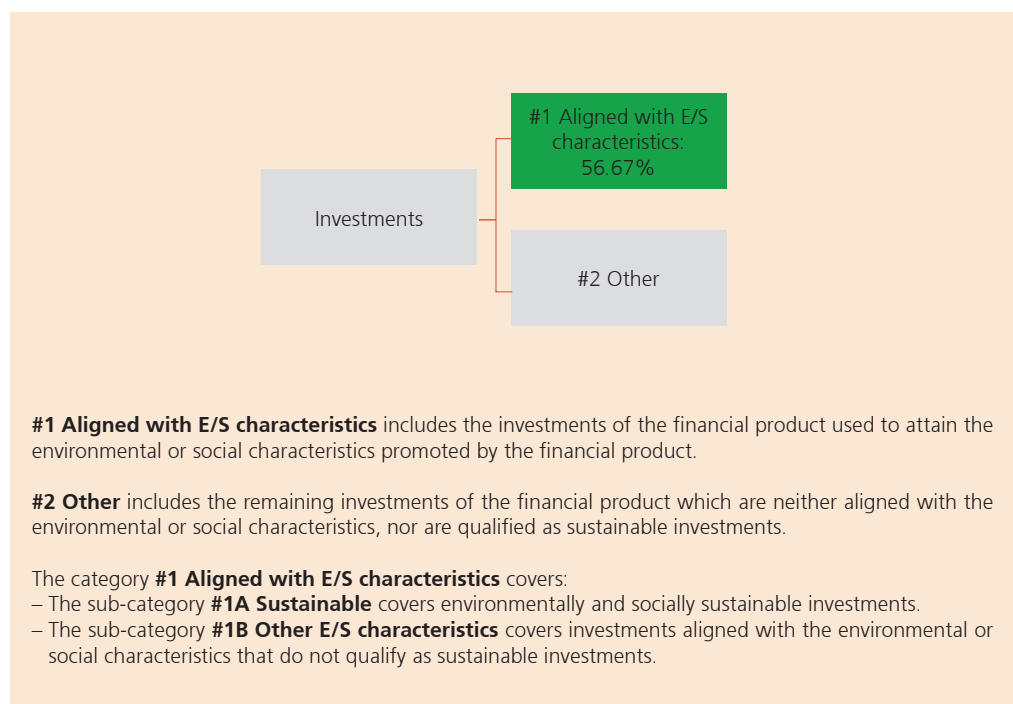 #1 Aligned with E/S
characteristics:
56.67%
Investments
#2 Other
#1 Aligned with E/S characteristics includes the investments of the financial product used to attain the
environmental or social characteristics promoted by the financial product.
#2 Other includes the remaining investments of the financial product which are neither aligned with the
environmental or social characteristics, nor are qualified as sustainable investments.
The category #1 Aligned with E/S characteristics covers:
– The sub-category #1A Sustainable covers environmentally and socially sustainable investments.
– The sub-category #1B Other E/S characteristics covers investments aligned with the environmental or
social characteristics that do not qualify as sustainable investments.